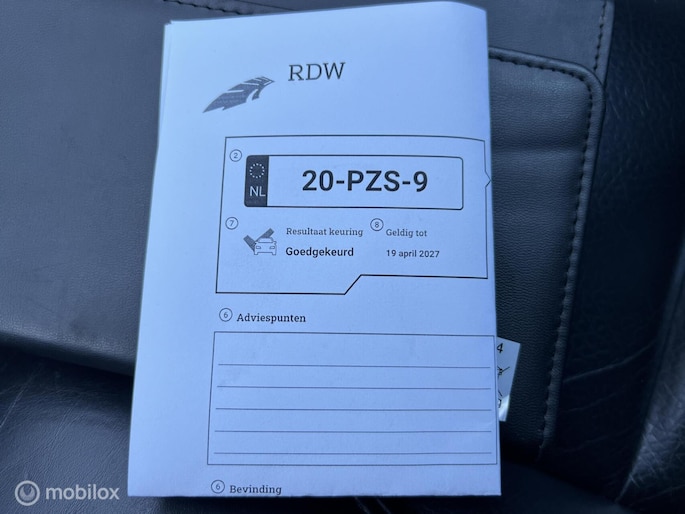 RDW
2
NL
20-PZS-9
7
Resultaat keuring
Goedgekeurd
8
Geldig tot
19 april 2027
6 Adviespunten
4
6 Bevinding
mobilox